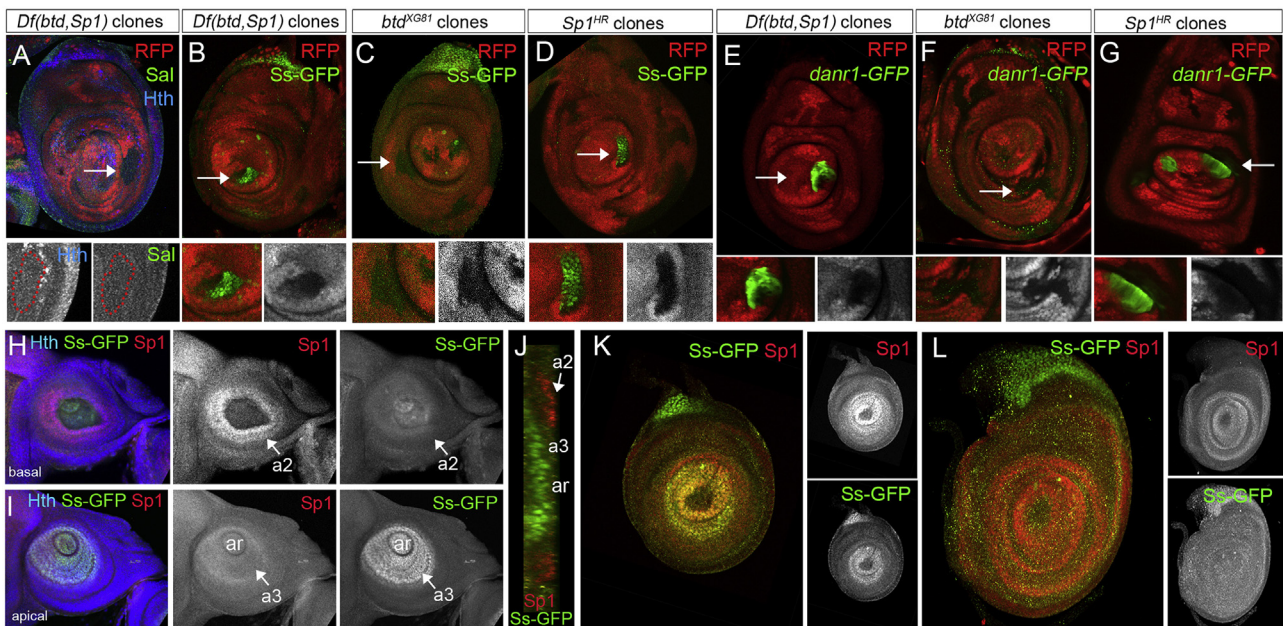 Df(btd,Sp1) clones
Df(btd,Sp1) clones
btdXG81 clones
Sp1HR clones
Df(btd,Sp1) clones
btdXG81 clones
Sp1HR clones
A
RFP
Sal
Hth
B
RFP
Ss-GFP
C
RFP
Ss-GFP
D
RFP
Ss-GFP
E
RFP
danr1-GFP
F
RFP
danr1-GFP
G
RFP
danr1-GFP
Hth
Sal
H
Hth Ss-GFP Sp1
basal
Sp1
a2
Ss-GFP
a2
I
Hth Ss-GFP Sp1
apical
Sp1
ar
a3
Ss-GFP
ar
a3
J
a2
a3
ar
Sp1
Ss-GFP
K
Ss-GFP Sp1
Sp1
Ss-GFP
L
Ss-GFP Sp1
Sp1
Ss-GFP